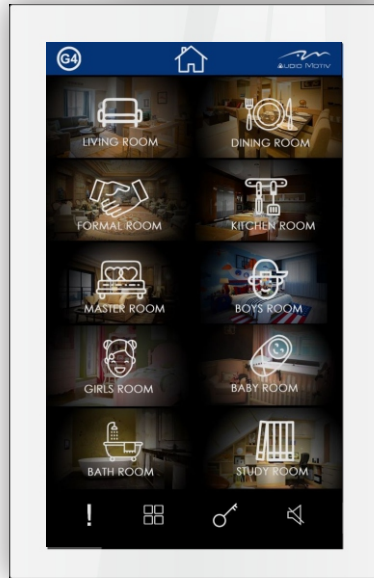 G4
AUDIO MOTIV
LIVING ROOM
DINING ROOM
FORMAL ROOM
KITCHEN ROOM
MASTER ROOM
BOYS ROOM
GIRLS ROOM
BABY ROOM
BATH ROOM
STUDY ROOM